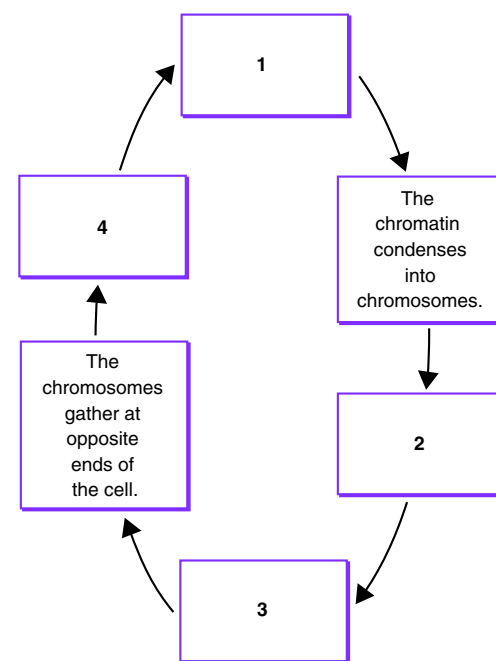 1
The
chromatin
condenses
into
chromosomes.
2
3
The
chromosomes
gather at
opposite
ends of
the cell.
4